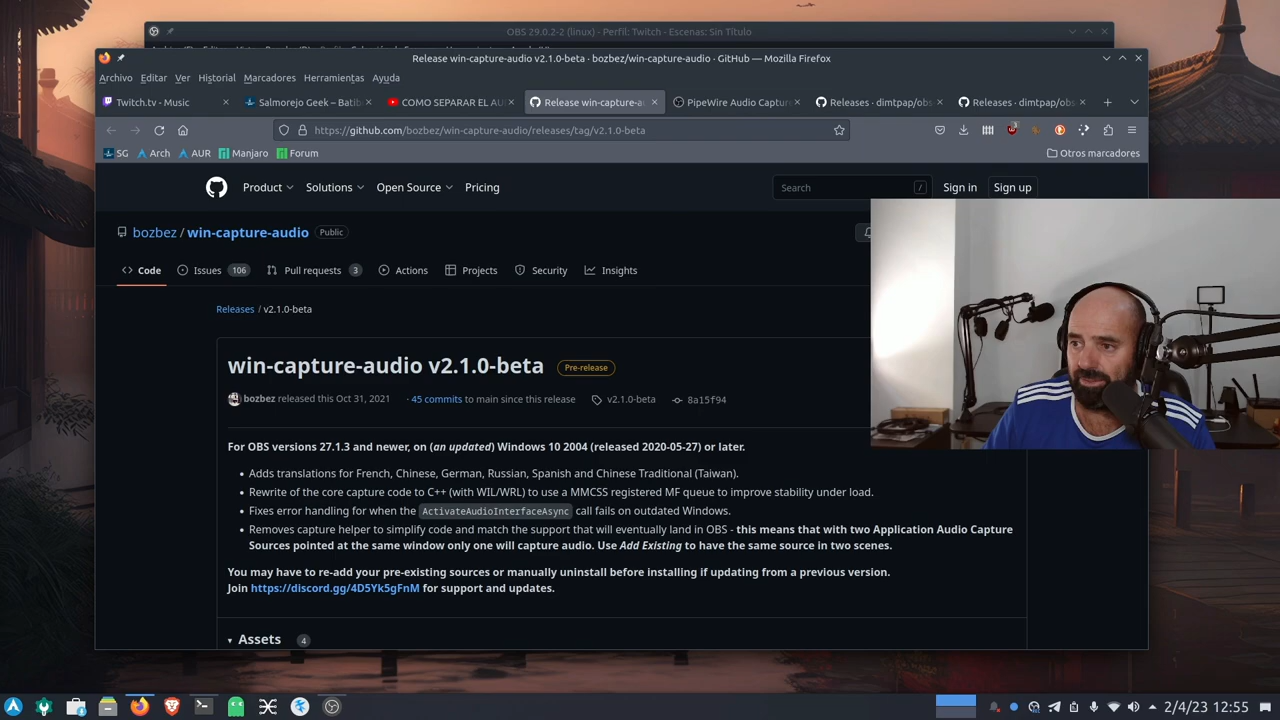 OBS 29.0.2-2 (linux) - Perfil: Twitch - Escenas: Sin Título
Release win-capture-audio v2.1.0-beta · bozbez/win-capture-audio · GitHub — Mozilla Firefox
Archivo Editar Ver Historial Marcadores Herramientas Ayuda
Twitch.tv - Music
Salmorejo Geek – Batib
COMO SEPARAR EL AU
Release win-capture-a
PipeWire Audio Captur
Releases · dimtpap/obs
Releases · dimtpap/obs
https://github.com/bozbez/win-capture-audio/releases/tag/v2.1.0-beta
3
SG Arch AUR Manjaro Forum Otros marcadores
Product Solutions Open Source Pricing Search / Sign in Sign up
bozbez / win-capture-audio Public
Code Issues 106 Pull requests 3 Actions Projects Security Insights
Releases / v2.1.0-beta
win-capture-audio v2.1.0-beta Pre-release
bozbez released this Oct 31, 2021 · 45 commits to main since this release v2.1.0-beta 8a15f94
For OBS versions 27.1.3 and newer, on (an updated) Windows 10 2004 (released 2020-05-27) or later.
• Adds translations for French, Chinese, German, Russian, Spanish and Chinese Traditional (Taiwan).
• Rewrite of the core capture code to C++ (with WIL/WRL) to use a MMCSS registered MF queue to improve stability under load.
• Fixes error handling for when the ActivateAudioInterfaceAsync call fails on outdated Windows.
• Removes capture helper to simplify code and match the support that will eventually land in OBS - this means that with two Application Audio Capture
Sources pointed at the same window only one will capture audio. Use Add Existing to have the same source in two scenes.
You may have to re-add your pre-existing sources or manually uninstall before installing if updating from a previous version.
Join https://discord.gg/4D5Yk5gFnM for support and updates.
Assets 4
2/4/23 12:55